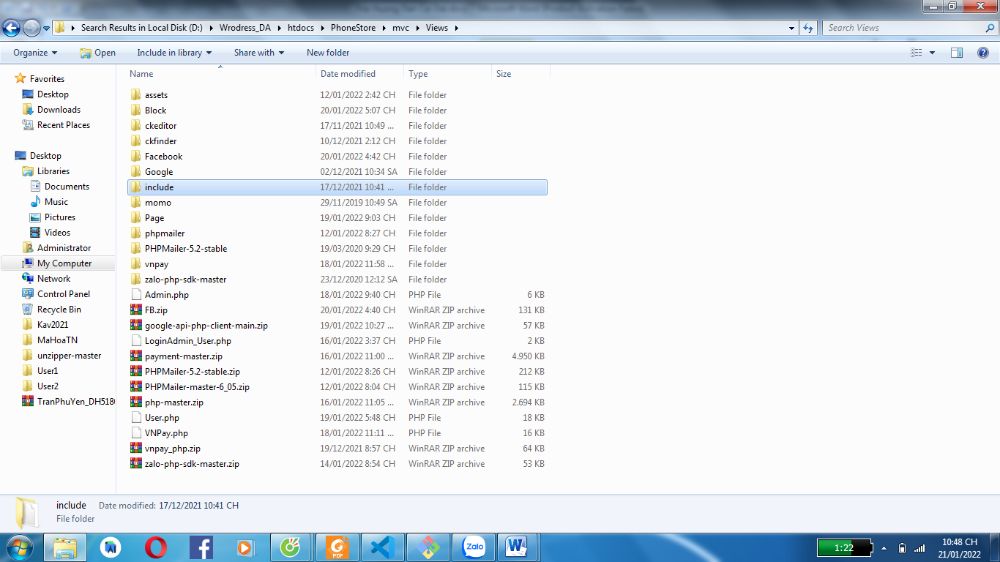 Search Results in Local Disk (D:) Wrodress_DA htdocs PhoneStore mvc Views Search Views
Organize Open Include in library Share with New folder
Name Date modified Type Size
Favorites
Desktop
Downloads
Recent Places
Desktop
Libraries
Documents
Music
Pictures
Videos
Administrator
My Computer
Network
Control Panel
Recycle Bin
Kav2021
MaHoaTN
unzipper-master
User1
User2
TranPhuYen_DH518
assets 12/01/2022 2:42 CH File folder
Block 20/01/2022 5:07 CH File folder
ckeditor 17/11/2021 10:49 ... File folder
ckfinder 10/12/2021 2:12 CH File folder
Facebook 20/01/2022 4:42 CH File folder
Google 02/12/2021 10:34 SA File folder
include 17/12/2021 10:41 ... File folder
momo 29/11/2019 10:49 SA File folder
Page 19/01/2022 9:03 CH File folder
phpmailer 12/01/2022 8:27 CH File folder
PHPMailer-5.2-stable 19/03/2020 9:29 CH File folder
vnpay 18/01/2022 11:58 ... File folder
zalo-php-sdk-master 23/12/2020 12:12 SA File folder
Admin.php 18/01/2022 9:40 CH PHP File 6 KB
FB.zip 20/01/2022 4:40 CH WinRAR ZIP archive 131 KB
google-api-php-client-main.zip 19/01/2022 10:27 ... WinRAR ZIP archive 57 KB
LoginAdmin_User.php 16/01/2022 3:37 CH PHP File 2 KB
payment-master.zip 16/01/2022 11:00 ... WinRAR ZIP archive 4.950 KB
PHPMailer-5.2-stable.zip 12/01/2022 8:26 CH WinRAR ZIP archive 212 KB
PHPMailer-master-6_05.zip 12/01/2022 8:04 CH WinRAR ZIP archive 115 KB
php-master.zip 16/01/2022 11:05 ... WinRAR ZIP archive 2.694 KB
User.php 19/01/2022 5:48 CH PHP File 18 KB
VNPay.php 18/01/2022 11:11 ... PHP File 16 KB
vnpay_php.zip 19/12/2021 8:57 CH WinRAR ZIP archive 64 KB
zalo-php-sdk-master.zip 14/01/2022 8:54 CH WinRAR ZIP archive 53 KB
include Date modified: 17/12/2021 10:41 CH
File folder
PDF
Zalo
1:22
10:48 CH
21/01/2022